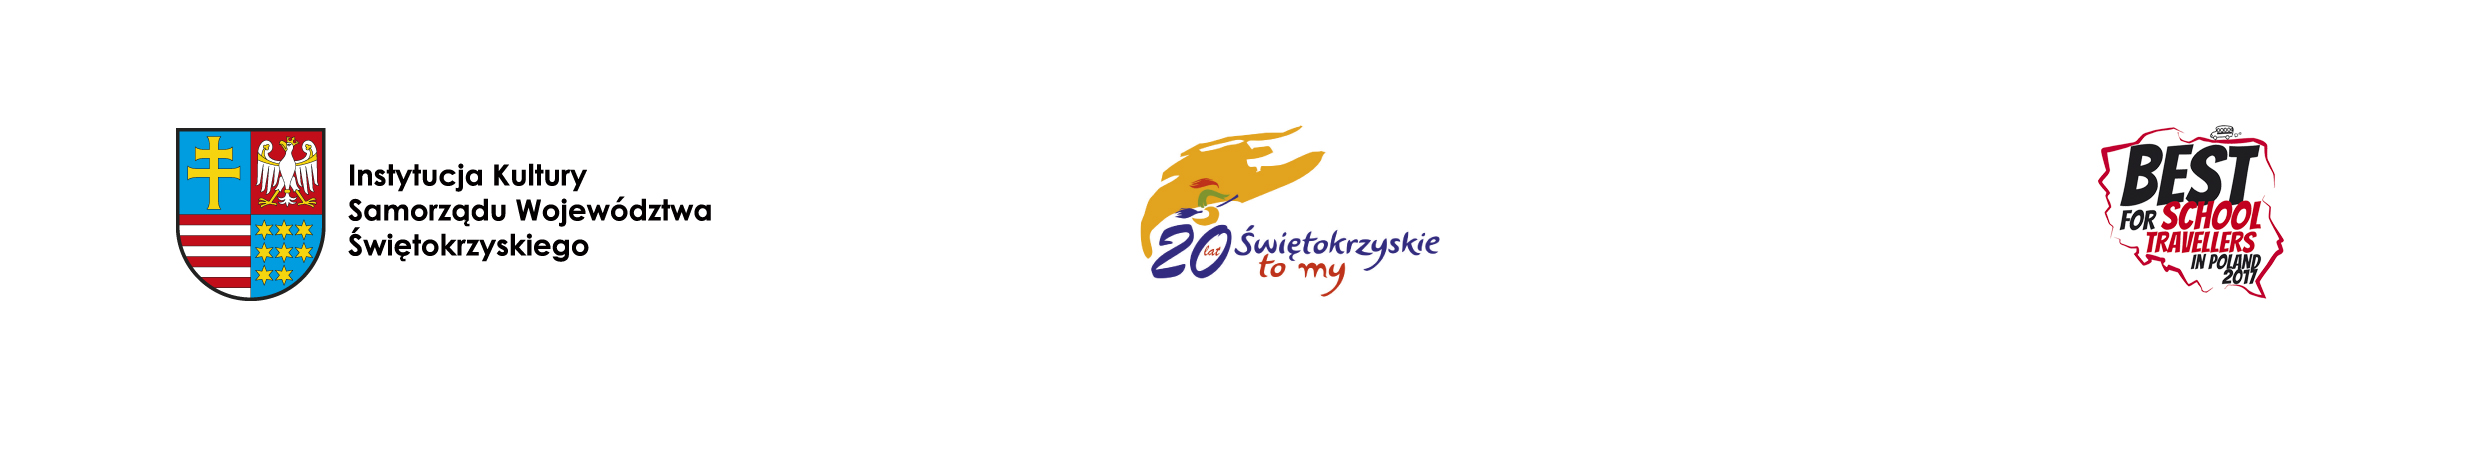 Instytucja Kultury
Samorządu Województwa
Świętokrzyskiego
20 lat Świętokrzyskie
to my
BEST
FOR SCHOOL
TRAVELLERS
IN POLAND
2017